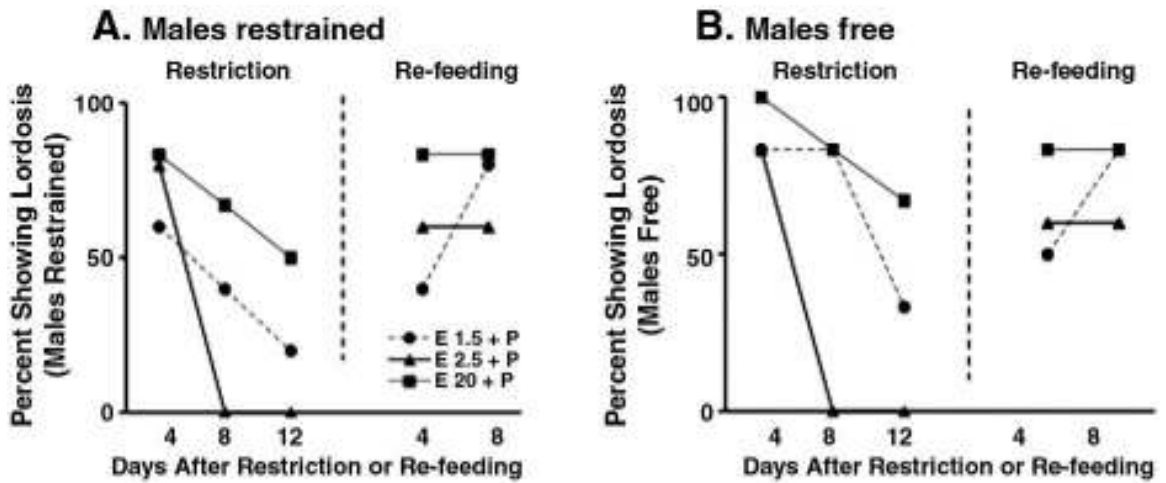 A. Males restrained
Restriction Re-feeding
Percent Showing Lordosis
(Males Restrained)
100
50
0
E 1.5 + P
E 2.5 + P
E 20 + P
4 8 12 4 8
Days After Restriction or Re-feeding
B. Males free
Restriction Re-feeding
Percent Showing Lordosis
(Males Free)
100
50
0
4 8 12 4 8
Days After Restriction or Re-feeding